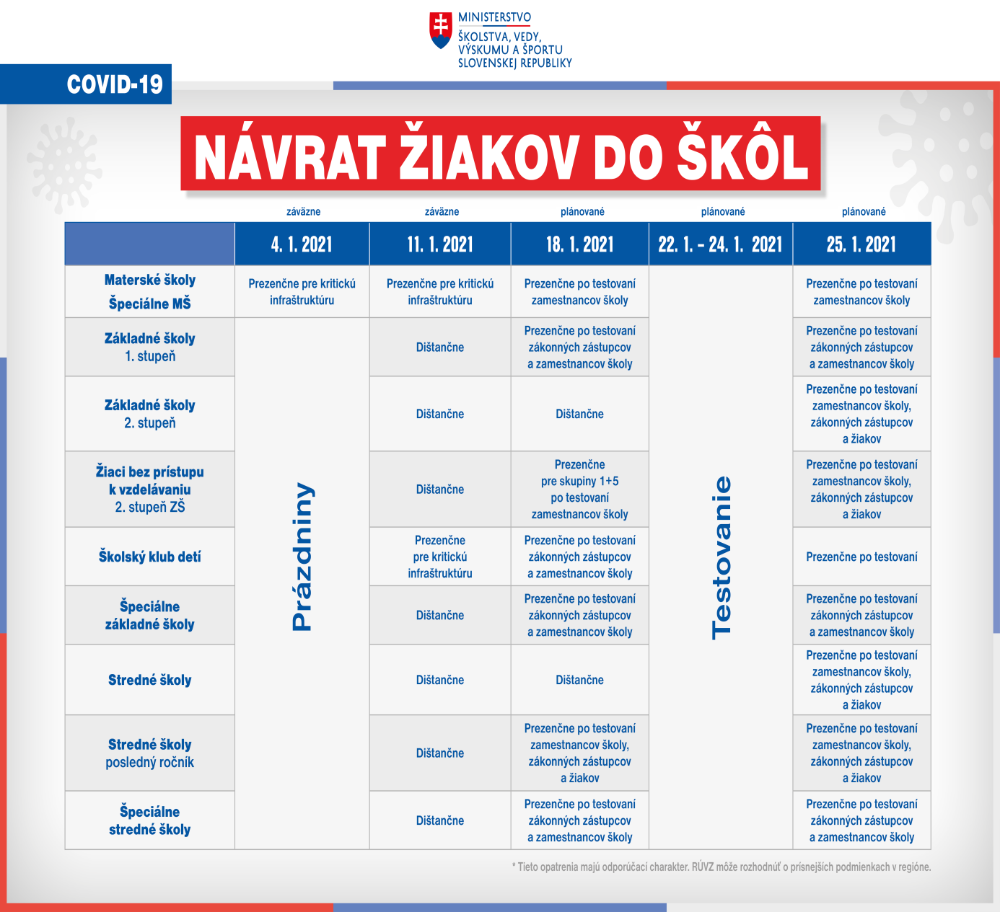 MINISTERSTVO
ŠKOLSTVA, VEDY,
VÝSKUMU A ŠPORTU
SLOVENSKEJ REPUBLIKY
COVID-19
NÁVRAT ŽIAKOV DO ŠKÔL
záväzne záväzne plánované plánované plánované
4. 1. 2021 11. 1. 2021 18. 1. 2021 22. 1. – 24. 1. 2021 25. 1. 2021
Materské školy
Špeciálne MŠ
Prezenčne pre kritickú
infraštruktúru
Prezenčne pre kritickú
infraštruktúru
Prezenčne po testovaní
zamestnancov školy
Prezenčne po testovaní
zamestnancov školy
Prázdniny
Testovanie
Základné školy
1. stupeň
Dištančne
Prezenčne po testovaní
zákonných zástupcov
a zamestnancov školy
Prezenčne po testovaní
zákonných zástupcov
a zamestnancov školy
Základné školy
2. stupeň
Dištančne
Dištančne
Prezenčne po testovaní
zamestnancov školy,
zákonných zástupcov
a žiakov
Žiaci bez prístupu
k vzdelávaniu
2. stupeň ZŠ
Dištančne
Prezenčne
pre skupiny 1+5
po testovaní
zamestnancov školy
Prezenčne po testovaní
zamestnancov školy,
zákonných zástupcov
a žiakov
Školský klub detí
Prezenčne
pre kritickú
infraštruktúru
Prezenčne po testovaní
zákonných zástupcov
a zamestnancov školy
Prezenčne po testovaní
Špeciálne
základné školy
Dištančne
Prezenčne po testovaní
zákonných zástupcov
a zamestnancov školy
Prezenčne po testovaní
zákonných zástupcov
a zamestnancov školy
Stredné školy
Dištančne
Dištančne
Prezenčne po testovaní
zamestnancov školy,
zákonných zástupcov
a žiakov
Stredné školy
posledný ročník
Dištančne
Prezenčne po testovaní
zamestnancov školy,
zákonných zástupcov
a žiakov
Prezenčne po testovaní
zamestnancov školy,
zákonných zástupcov
a žiakov
Špeciálne
stredné školy
Dištančne
Prezenčne po testovaní
zákonných zástupcov
a zamestnancov školy
Prezenčne po testovaní
zákonných zástupcov
a zamestnancov školy
* Tieto opatrenia majú odporúčací charakter. RÚVZ môže rozhodnúť o prísnejších podmienkach v regióne.